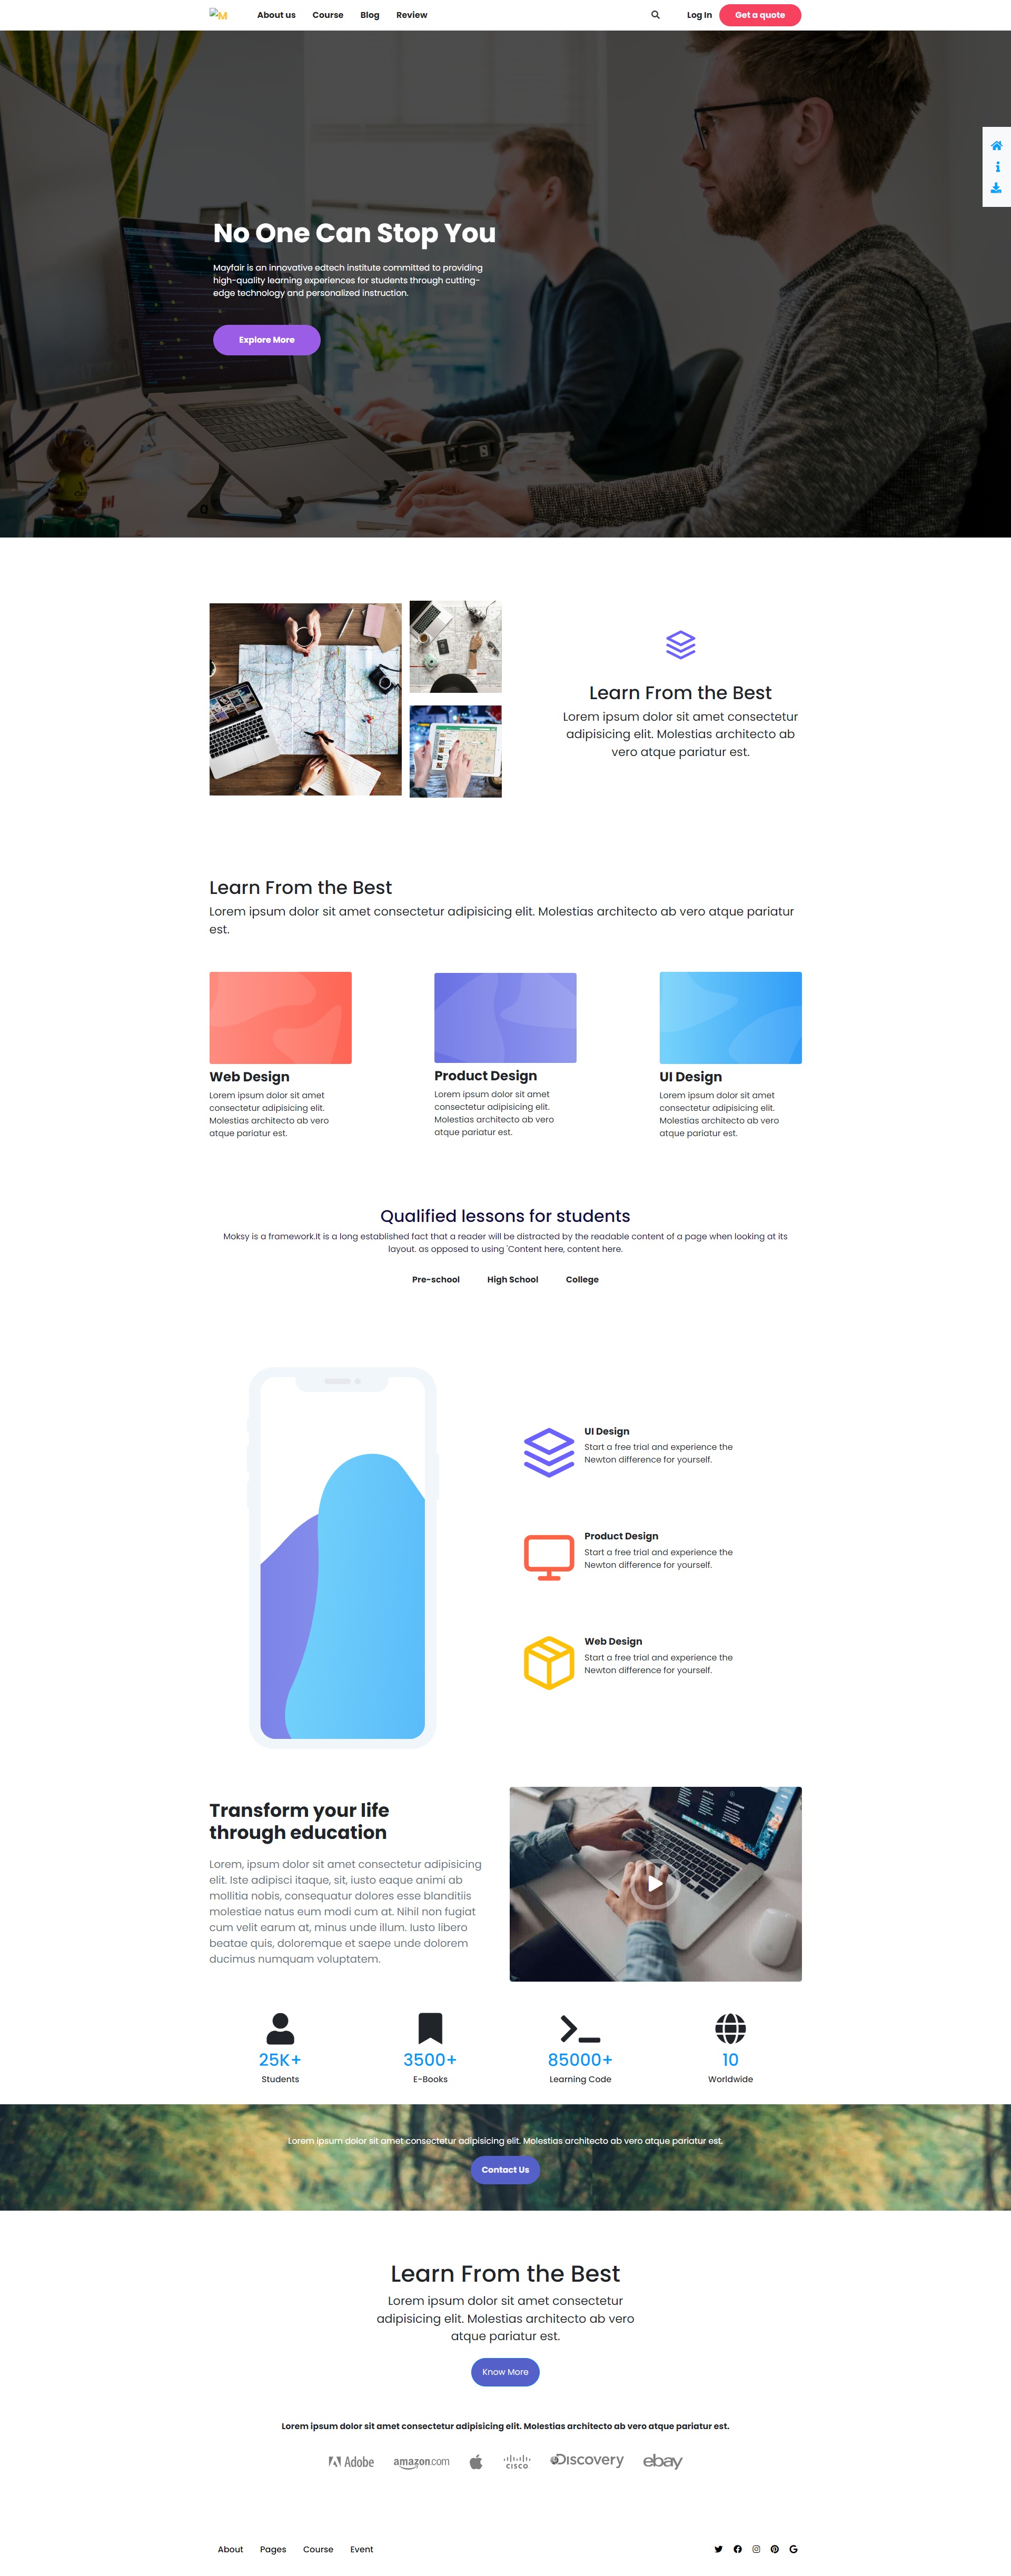 M
About us Course Blog Review Log In Get a quote
No One Can Stop You
Mayfair is an innovative edtech institute committed to providing
high-quality learning experiences for students through cutting-
edge technology and personalized instruction.
Explore More
Learn From the Best
Lorem ipsum dolor sit amet consectetur
adipisicing elit. Molestias architecto ab
vero atque pariatur est.
Learn From the Best
Lorem ipsum dolor sit amet consectetur adipisicing elit. Molestias architecto ab vero atque pariatur
est.
Web Design
Lorem ipsum dolor sit amet
consectetur adipisicing elit.
Molestias architecto ab vero
atque pariatur est.
Product Design
Lorem ipsum dolor sit amet
consectetur adipisicing elit.
Molestias architecto ab vero
atque pariatur est.
UI Design
Lorem ipsum dolor sit amet
consectetur adipisicing elit.
Molestias architecto ab vero
atque pariatur est.
Qualified lessons for students
Moksy is a framework.It is a long established fact that a reader will be distracted by the readable content of a page when looking at its
layout. as opposed to using 'Content here, content here.
Pre-school High School College
UI Design
Start a free trial and experience the
Newton difference for yourself.
Product Design
Start a free trial and experience the
Newton difference for yourself.
Web Design
Start a free trial and experience the
Newton difference for yourself.
Transform your life
through education
Lorem, ipsum dolor sit amet consectetur adipisicing
elit. Iste adipisci itaque, sit, iusto eaque animi ab
mollitia nobis, consequatur dolores esse blanditiis
molestiae natus eum modi cum at. Nihil non fugiat
cum velit earum at, minus unde illum. Iusto libero
beatae quis, doloremque et saepe unde dolorem
ducimus numquam voluptatem.
25K+ 3500+ 85000+ 10
Students E-Books Learning Code Worldwide
Lorem ipsum dolor sit amet consectetur adipisicing elit. Molestias architecto ab vero atque pariatur est.
Contact Us
Learn From the Best
Lorem ipsum dolor sit amet consectetur
adipisicing elit. Molestias architecto ab vero
atque pariatur est.
Know More
Lorem ipsum dolor sit amet consectetur adipisicing elit. Molestias architecto ab vero atque pariatur est.
Adobe amazon.com CISCO Discovery ebay
About Pages Course Event